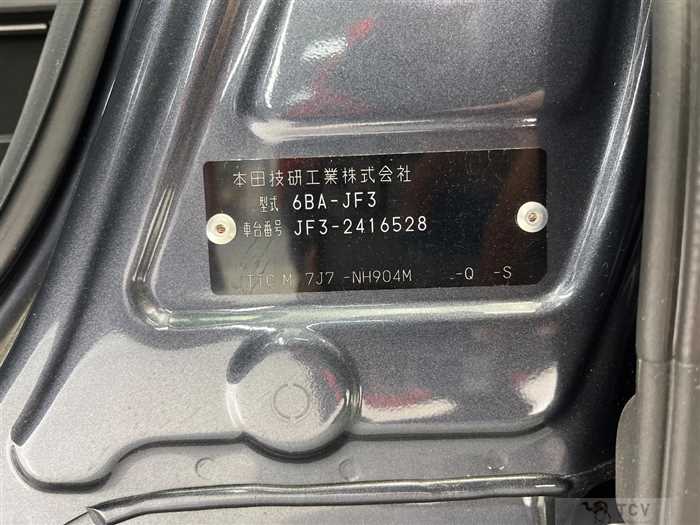 本田技研工業株式会社
型式 6BA-JF3
車台番号 JF3-2416528
TTC M 7J7 -NH904M -Q -S
TCV